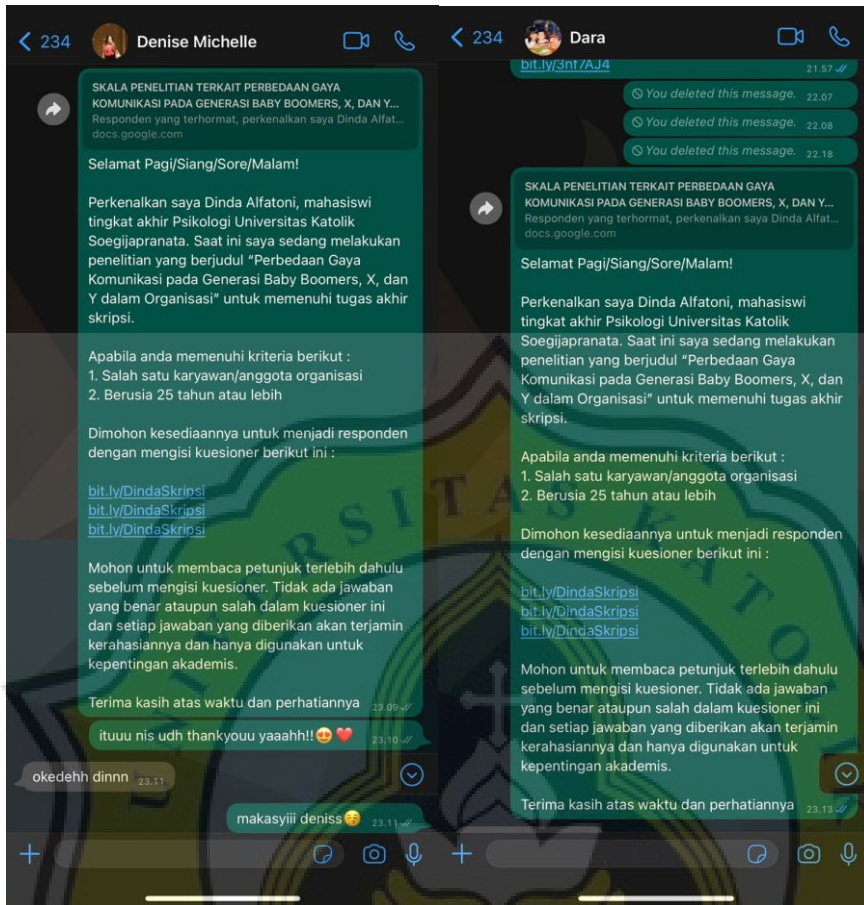 234
Denise Michelle
SKALA PENELITIAN TERKAIT PERBEDAAN GAYA
KOMUNIKASI PADA GENERASI BABY BOOMERS, X, DAN Y...
Responden yang terhormat, perkenalkan saya Dinda Alfat...
docs.google.com
Selamat Pagi/Siang/Sore/Malam!
Perkenalkan saya Dinda Alfatoni, mahasiswi
tingkat akhir Psikologi Universitas Katolik
Soegijapranata. Saat ini saya sedang melakukan
penelitian yang berjudul “Perbedaan Gaya
Komunikasi pada Generasi Baby Boomers, X, dan
Y dalam Organisasi” untuk memenuhi tugas akhir
skripsi.
Apabila anda memenuhi kriteria berikut :
1. Salah satu karyawan/anggota organisasi
2. Berusia 25 tahun atau lebih
Dimohon kesediaannya untuk menjadi responden
dengan mengisi kuesioner berikut ini :
bit.ly/DindaSkripsi
bit.ly/DindaSkripsi
bit.ly/DindaSkripsi
Mohon untuk membaca petunjuk terlebih dahulu
sebelum mengisi kuesioner. Tidak ada jawaban
yang benar ataupun salah dalam kuesioner ini
dan setiap jawaban yang diberikan akan terjamin
kerahasiannya dan hanya digunakan untuk
kepentingan akademis.
Terima kasih atas waktu dan perhatiannya 23.09
ituuu nis udh thankyouu yaaahh!!😍❤️ 23.10
okedehh dinnn 23.11
makasyiii deniss😚 23.11
234
Dara
bit.ly/3nf7AJ4 21.57
You deleted this message. 22.07
You deleted this message. 22.08
You deleted this message. 22.18
SKALA PENELITIAN TERKAIT PERBEDAAN GAYA
KOMUNIKASI PADA GENERASI BABY BOOMERS, X, DAN Y...
Responden yang terhormat, perkenalkan saya Dinda Alfat...
docs.google.com
Selamat Pagi/Siang/Sore/Malam!
Perkenalkan saya Dinda Alfatoni, mahasiswi
tingkat akhir Psikologi Universitas Katolik
Soegijapranata. Saat ini saya sedang melakukan
penelitian yang berjudul “Perbedaan Gaya
Komunikasi pada Generasi Baby Boomers, X, dan
Y dalam Organisasi” untuk memenuhi tugas akhir
skripsi.
Apabila anda memenuhi kriteria berikut :
1. Salah satu karyawan/anggota organisasi
2. Berusia 25 tahun atau lebih
Dimohon kesediaannya untuk menjadi responden
dengan mengisi kuesioner berikut ini :
bit.ly/DindaSkripsi
bit.ly/DindaSkripsi
bit.ly/DindaSkripsi
Mohon untuk membaca petunjuk terlebih dahulu
sebelum mengisi kuesioner. Tidak ada jawaban
yang benar ataupun salah dalam kuesioner ini
dan setiap jawaban yang diberikan akan terjamin
kerahasiannya dan hanya digunakan untuk
kepentingan akademis.
Terima kasih atas waktu dan perhatiannya 23.13
UNIVERSITAS KATOLI